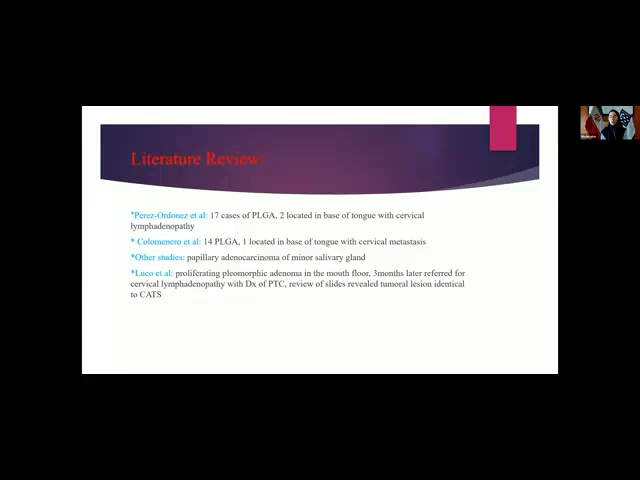 Literature Review:
*Perez-Ordonez et al: 17 cases of PLGA, 2 located in base of tongue with cervical
lymphadenopathy
* Colomenero et al: 14 PLGA, 1 located in base of tongue with cervical metastasis
*Other studies: papillary adenocarcinoma of minor salivary gland
*Luco et al: proliferating pleomorphic adenoma in the mouth floor, 3months later referred for
cervical lymphadenopathy with Dx of PTC, review of slides revealed tumoral lesion identical
to CATS